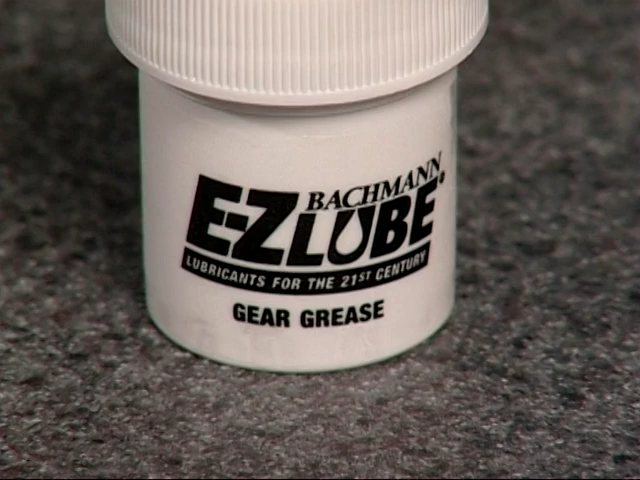 BACHMANN
E-Z LUBE
LUBRICANTS FOR THE 21ST CENTURY
GEAR GREASE